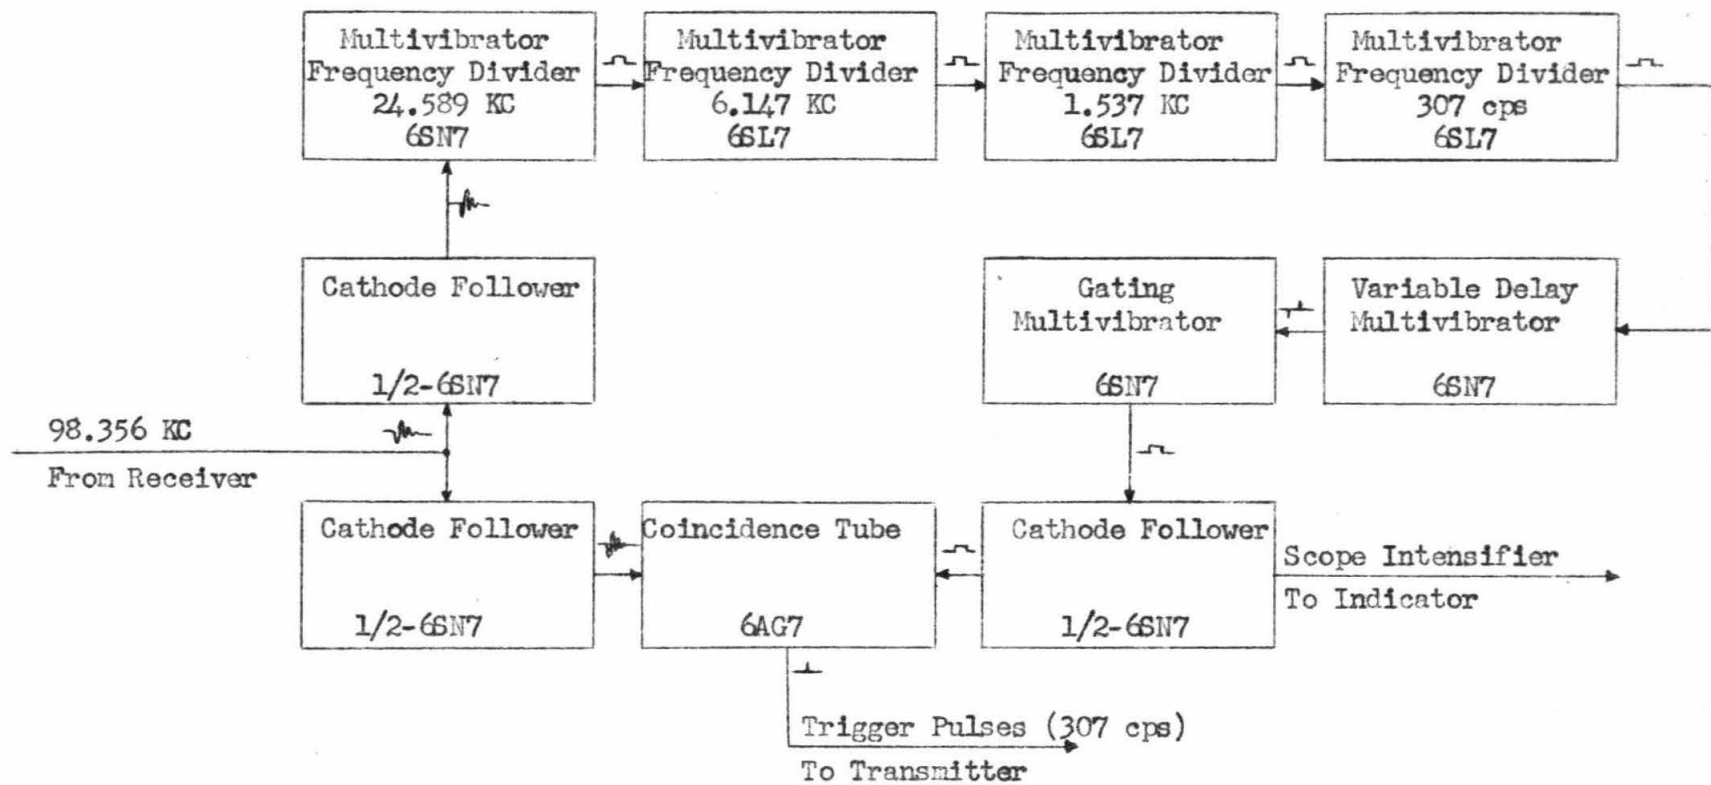 Multivibrator
Frequency Divider
24.589 KC
6SN7
Multivibrator
Frequency Divider
6.147 KC
6SL7
Multivibrator
Frequency Divider
1.537 KC
6SL7
Multivibrator
Frequency Divider
307 cps
6SL7
Cathode Follower
1/2-6SN7
Gating
Multivibrator
6SN7
Variable Delay
Multivibrator
6SN7
98.356 KC
From Receiver
Cathode Follower
1/2-6SN7
Coincidence Tube
6AG7
Cathode Follower
1/2-6SN7
Scope Intensifier
To Indicator
Trigger Pulses (307 cps)
To Transmitter